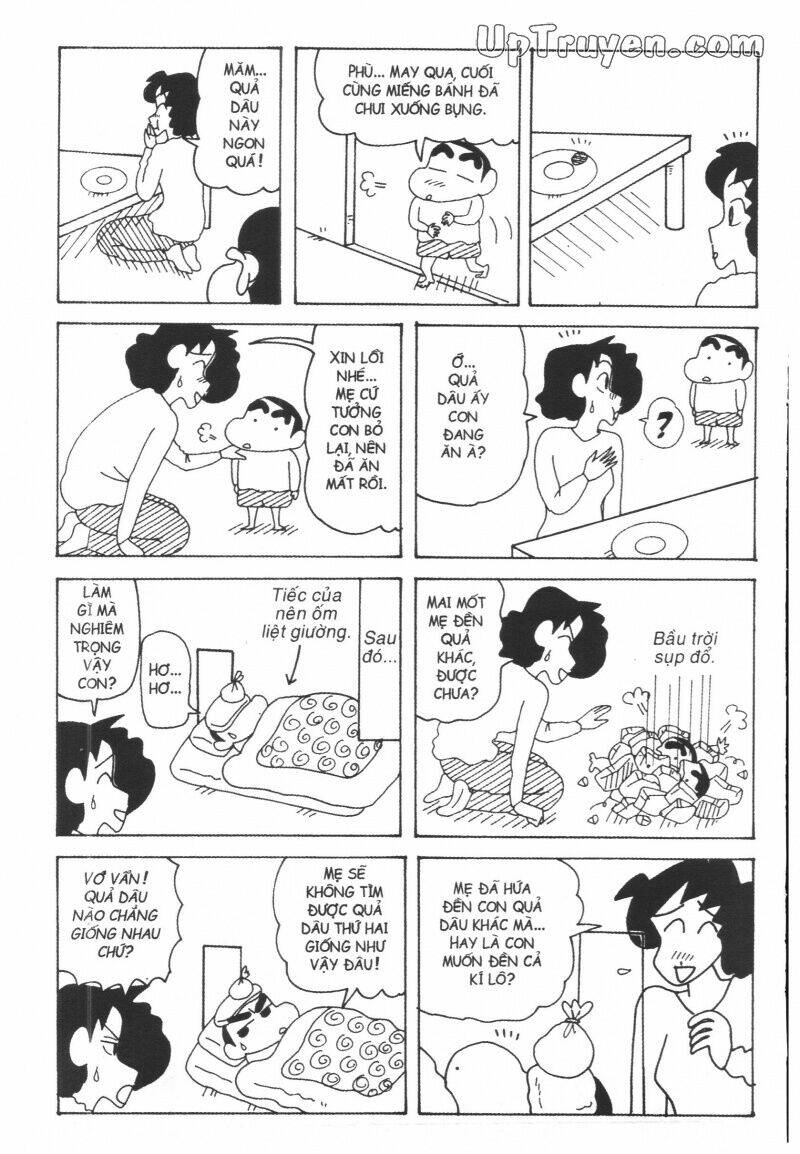 UpTruyen.com
PHÙ... MAY QUA, CUỐI
CÙNG MIẾNG BÁNH ĐÃ
CHUI XUỐNG BỤNG.
MĂM...
QUẢ
DÂU
NÀY
NGON
QUÁ!
Ớ...
QUẢ
DÂU ẤY
CON
ĐANG
ĂN À?
?
XIN LỖI
NHÉ...
MẸ CỨ
TƯỞNG
CON BỎ
LẠI, NÊN
ĐÃ ĂN
MẤT RỒI.
MAI MỐT
MẸ ĐỀN
QUẢ
KHÁC,
ĐƯỢC
CHƯA?
Bầu trời
sụp đổ.
Sau
đó...
Tiếc của
nên ốm
liệt giường.
HƠ...
HƠ...
LÀM
GÌ MÀ
NGHIÊM
TRỌNG
VẬY
CON?
MẸ ĐÃ HỨA
ĐỀN CON QUẢ
DÂU KHÁC MÀ...
HAY LÀ CON
MUỐN ĐỀN CẢ
KÍ LÔ?
MẸ SẼ
KHÔNG TÌM
ĐƯỢC QUẢ
DÂU THỨ HAI
GIỐNG NHƯ
VẬY ĐÂU!
VỚ VẨN!
QUẢ DÂU
NÀO CHẲNG
GIỐNG NHAU
CHỨ?